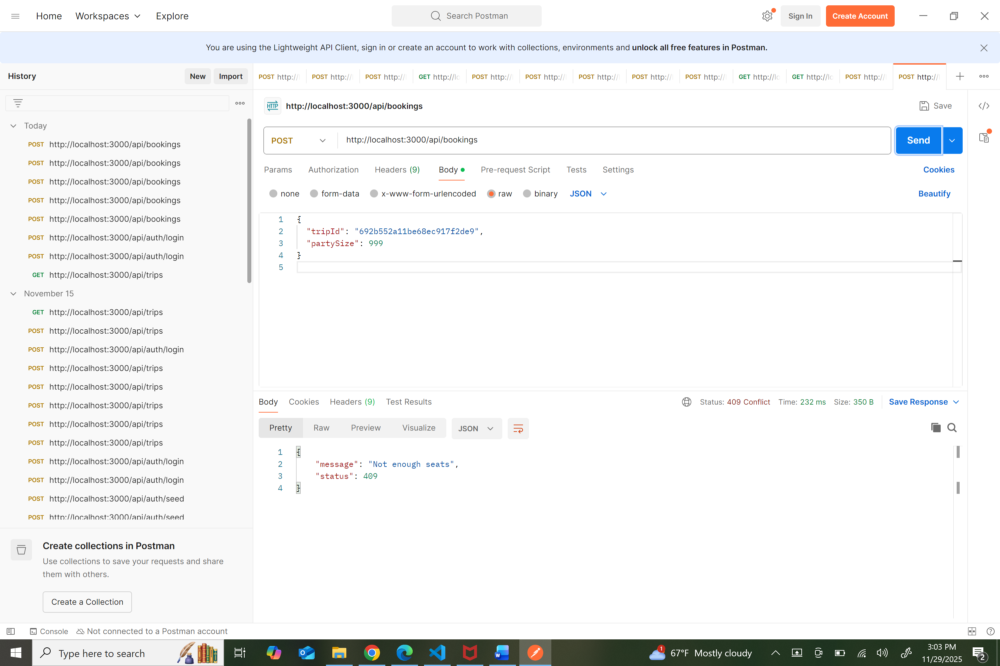 Home Workspaces Explore Search Postman Sign In Create Account
You are using the Lightweight API Client, sign in or create an account to work with collections, environments and unlock all free features in Postman.
History New Import
POST http:// POST http:// POST http:// GET http://lo POST http:// POST http:// POST http:// POST http:// POST http:// GET http://lo GET http://lo POST http:// POST http://
Today
POST http://localhost:3000/api/bookings
POST http://localhost:3000/api/bookings
POST http://localhost:3000/api/bookings
POST http://localhost:3000/api/bookings
POST http://localhost:3000/api/bookings
POST http://localhost:3000/api/auth/login
POST http://localhost:3000/api/auth/login
GET http://localhost:3000/api/trips
November 15
GET http://localhost:3000/api/trips
POST http://localhost:3000/api/trips
POST http://localhost:3000/api/auth/login
POST http://localhost:3000/api/trips
POST http://localhost:3000/api/trips
POST http://localhost:3000/api/trips
POST http://localhost:3000/api/trips
POST http://localhost:3000/api/trips
POST http://localhost:3000/api/auth/login
POST http://localhost:3000/api/auth/login
POST http://localhost:3000/api/auth/seed
POST http://localhost:3000/api/auth/seed
Create collections in Postman
Use collections to save your requests and share
them with others.
Create a Collection
HTTP http://localhost:3000/api/bookings Save
POST http://localhost:3000/api/bookings Send
Params Authorization Headers (9) Body Pre-request Script Tests Settings Cookies
none form-data x-www-form-urlencoded raw binary JSON Beautify
1 {
2 "tripId": "692b552a11be68ec917f2de9",
3 "partySize": 999
4 }
5
Body Cookies Headers (9) Test Results Status: 409 Conflict Time: 232 ms Size: 350 B Save Response
Pretty Raw Preview Visualize JSON
1 {
2 "message": "Not enough seats",
3 "status": 409
4 }
Console Not connected to a Postman account
Type here to search 1 67°F Mostly cloudy 3:03 PM
11/29/2025 2